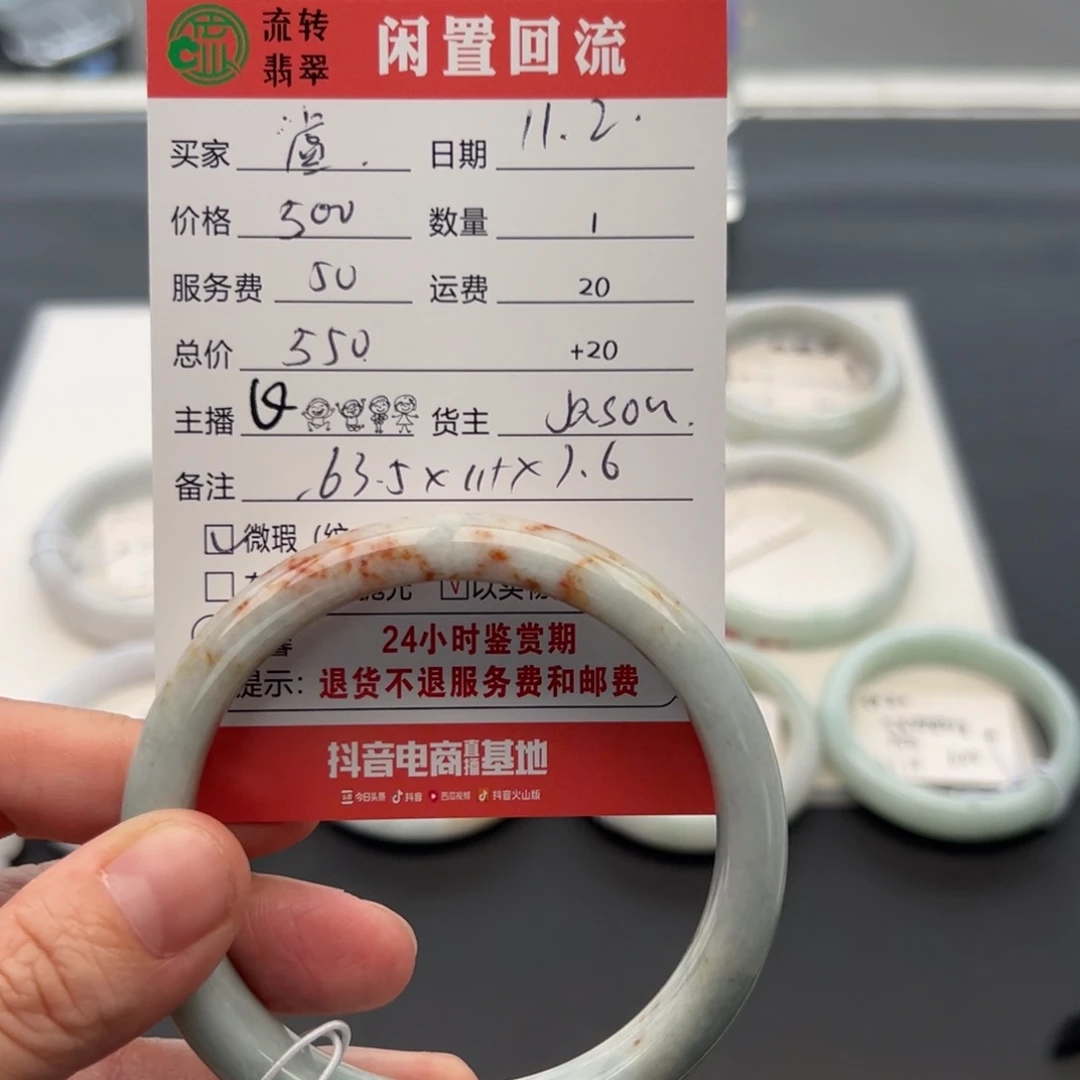 流转翡翠 闲置回流
买家 日期 11.2.
价格 500 数量 1
服务费 50 运费 20
总价 550 +20
主播 货主 Jason.
备注 63.5×11+×7.6
微瑕
24小时鉴赏期
提示：退货不退服务费和邮费
抖音电商直播基地
今日头条 抖音 西瓜视频 抖音火山版